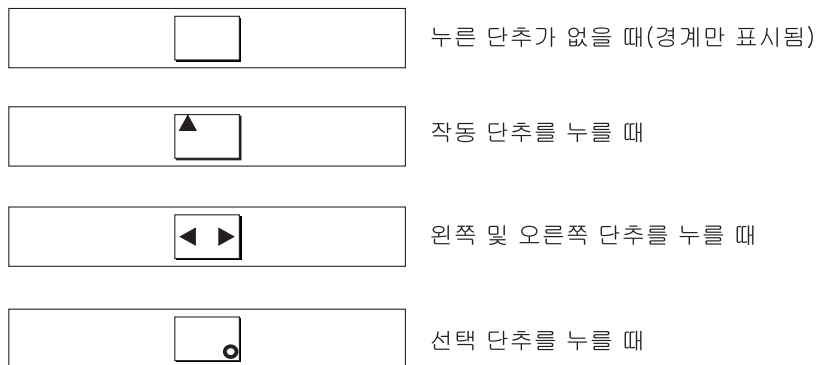 누른 단추가 없을 때(경계만 표시됨)
작동 단추를 누를 때
왼쪽 및 오른쪽 단추를 누를 때
선택 단추를 누를 때